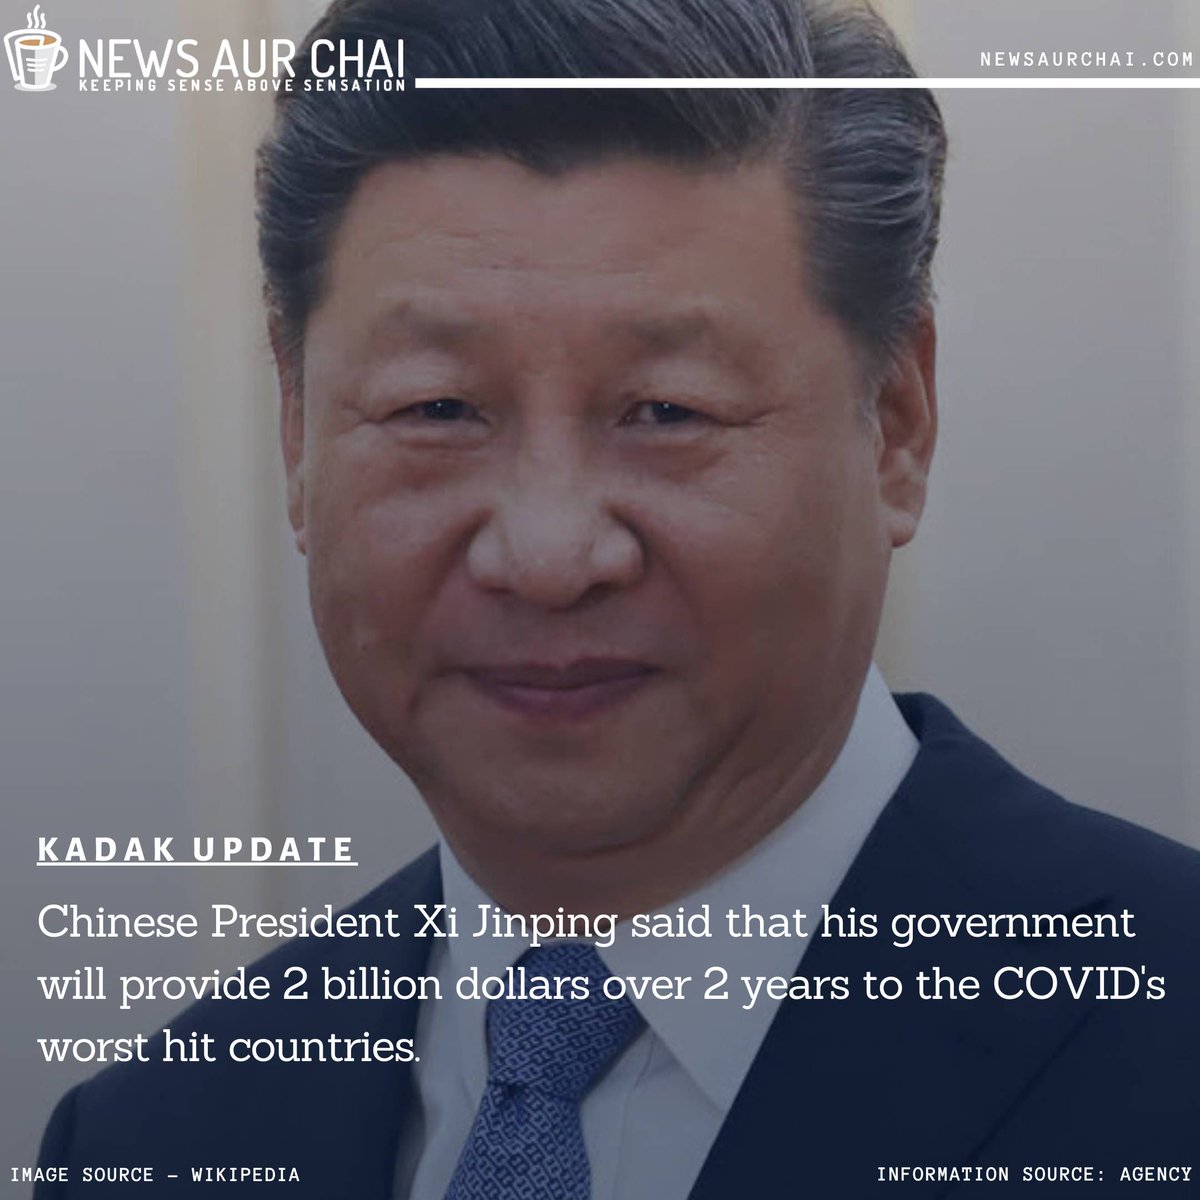 NEWS AUR CHAI
KEEPING SENSE ABOVE SENSATION
NEWSAURCHAI.COM
KADAK UPDATE
Chinese President Xi Jinping said that his government
will provide 2 billion dollars over 2 years to the COVID's
worst hit countries.
IMAGE SOURCE – WIKIPEDIA
INFORMATION SOURCE: AGENCY